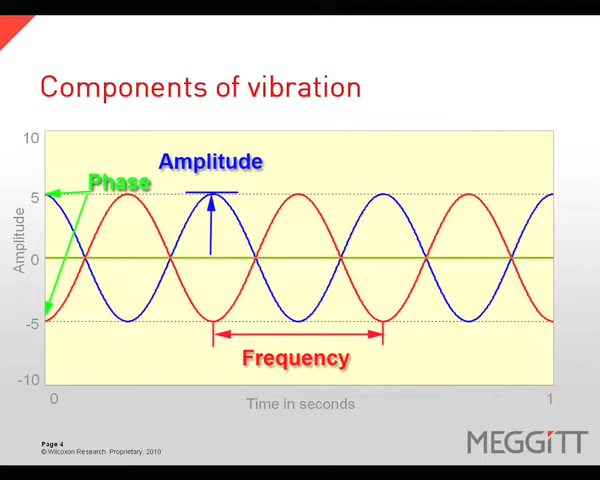 Components of vibration
10
Amplitude
Phase
5
Amplitude
0
-5
Frequency
-10
0
Time in seconds
1
Page 4
© Wilcoxon Research. Proprietary. 2010
MEGGITT